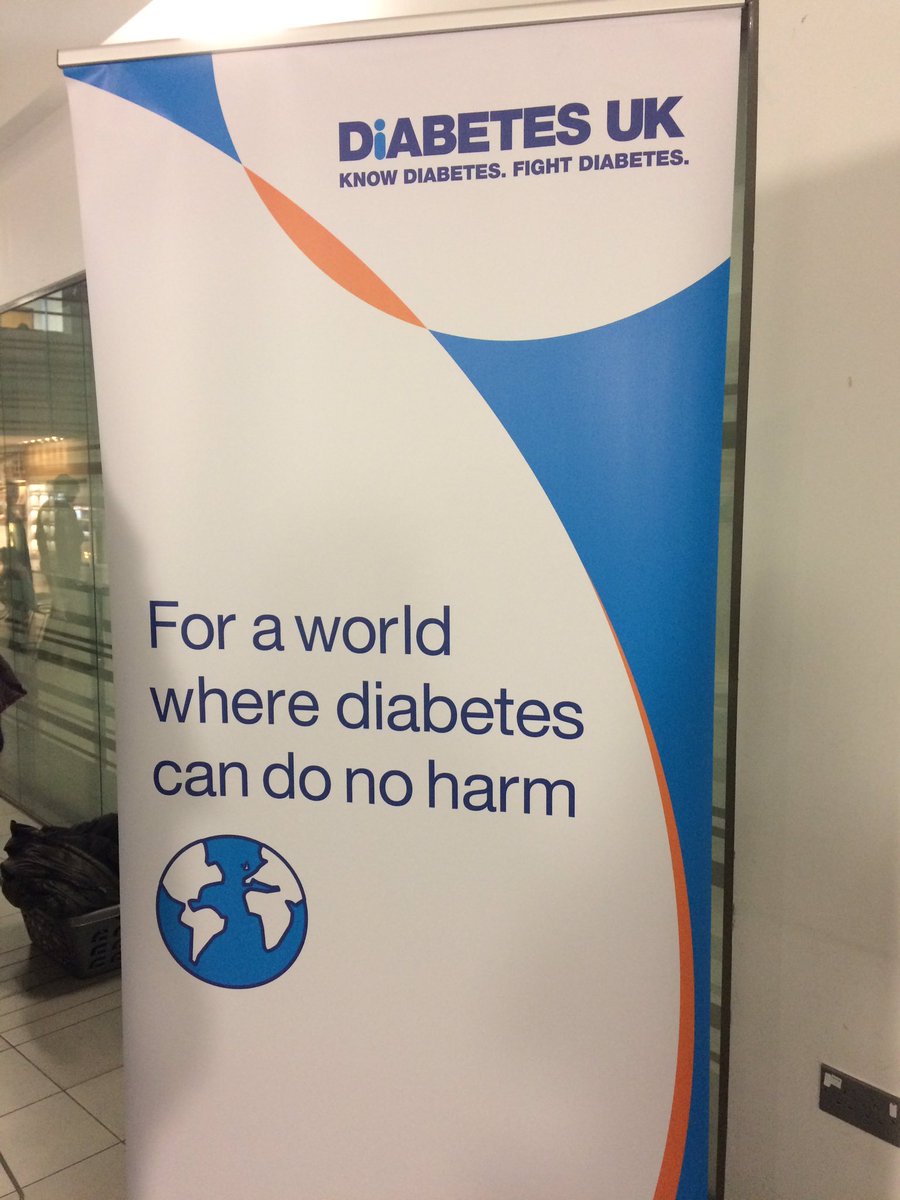 DiABETES UK
KNOW DIABETES. FIGHT DIABETES.
For a world
where diabetes
can do no harm